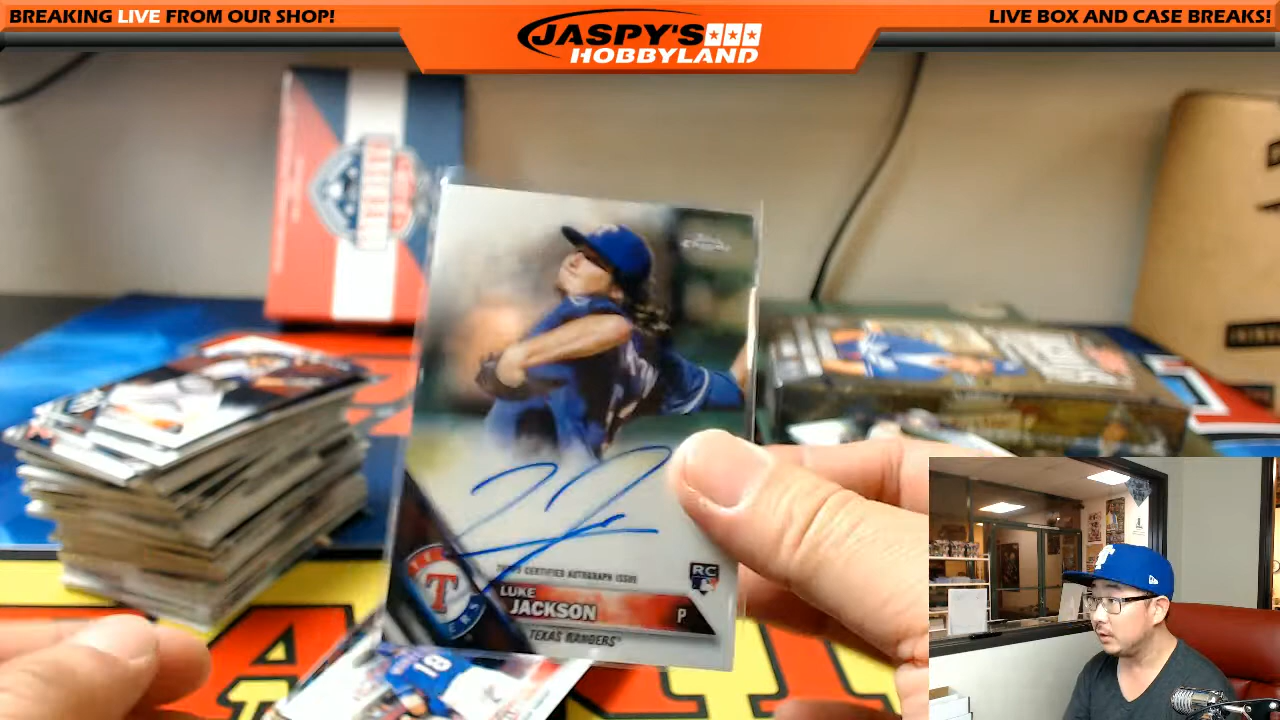 BREAKING LIVE FROM OUR SHOP!
JASPY'S
HOBBYLAND
LIVE BOX AND CASE BREAKS!
TOPPS CERTIFIED AUTOGRAPH ISSUE
RC
LUKE
JACKSON
P
T
TEXAS RANGERS
18